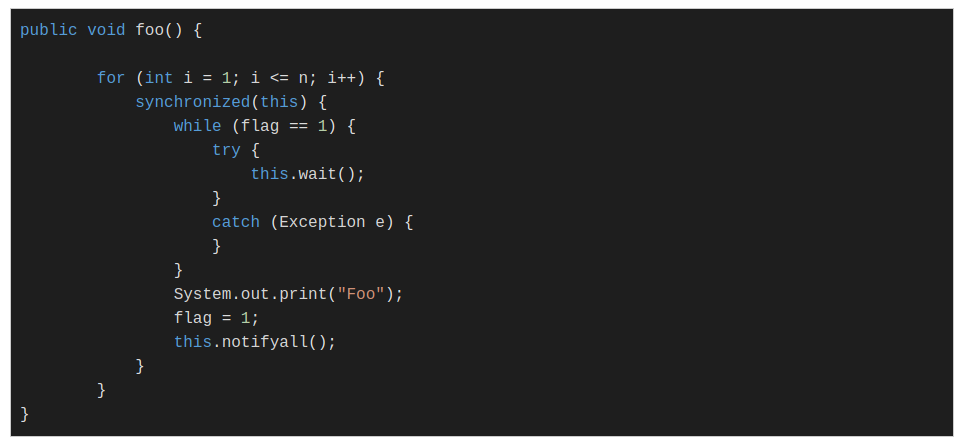 public void foo() {
for (int i = 1; i <= n; i++) {
synchronized(this) {
while (flag == 1) {
try {
this.wait();
}
catch (Exception e) {
}
}
System.out.print("Foo");
flag = 1;
this.notifyall();
}
}
}